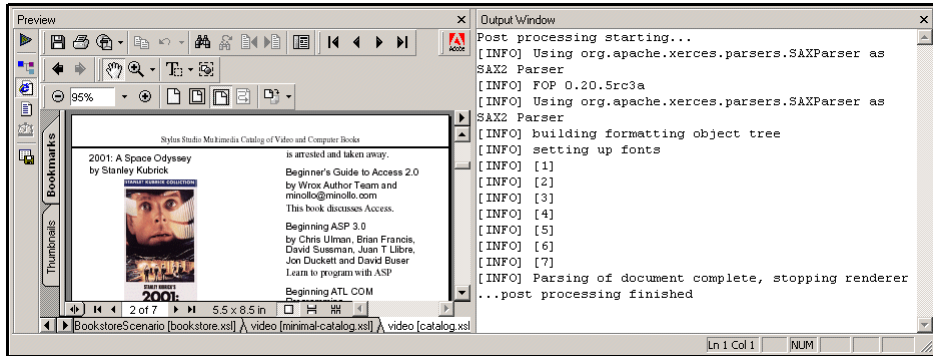 Preview
Output Window
Adobe
95%
Bookmarks
Thumbnails
Stylus Studio Multimedia Catalog of Video and Computer Books
2001: A Space Odyssey
by Stanley Kubrick
STANLEY KUBRICK COLLECTION
STANLEY KUBRICK'S
2001:
is arrested and taken away.
Beginner's Guide to Access 2.0
by Wrox Author Team and
minollo@minollo.com
This book discusses Access.
Beginning ASP 3.0
by Chris Ulman, Brian Francis,
David Sussman, Juan T Llibre,
Jon Duckett and David Buser
Learn to program with ASP
Beginning ATL COM
2 of 7
5.5 x 8.5 in
BookstoreScenario [bookstore.xsl]
video [minimal-catalog.xsl]
video [catalog.xsl
Post processing starting...
[INFO] Using org.apache.xerces.parsers.SAXParser as
SAX2 Parser
[INFO] FOP 0.20.5rc3a
[INFO] Using org.apache.xerces.parsers.SAXParser as
SAX2 Parser
[INFO] building formatting object tree
[INFO] setting up fonts
[INFO] [1]
[INFO] [2]
[INFO] [3]
[INFO] [4]
[INFO] [5]
[INFO] [6]
[INFO] [7]
[INFO] Parsing of document complete, stopping renderer
...post processing finished
Ln 1 Col 1
NUM